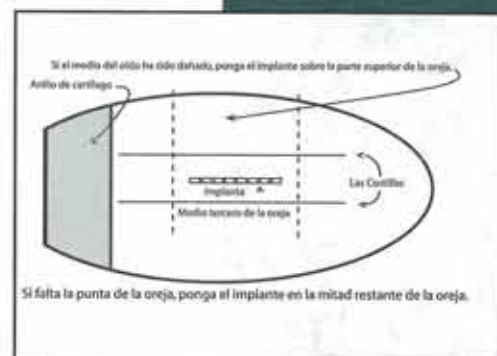 Si el medio del oído ha sido dañado, ponga el implante sobre la parte superior de la oreja.
Anillo de cartílago
Las Costillas
implante
Medio tercero de la oreja
Si falta la punta de la oreja, ponga el implante en la mitad restante de la oreja.